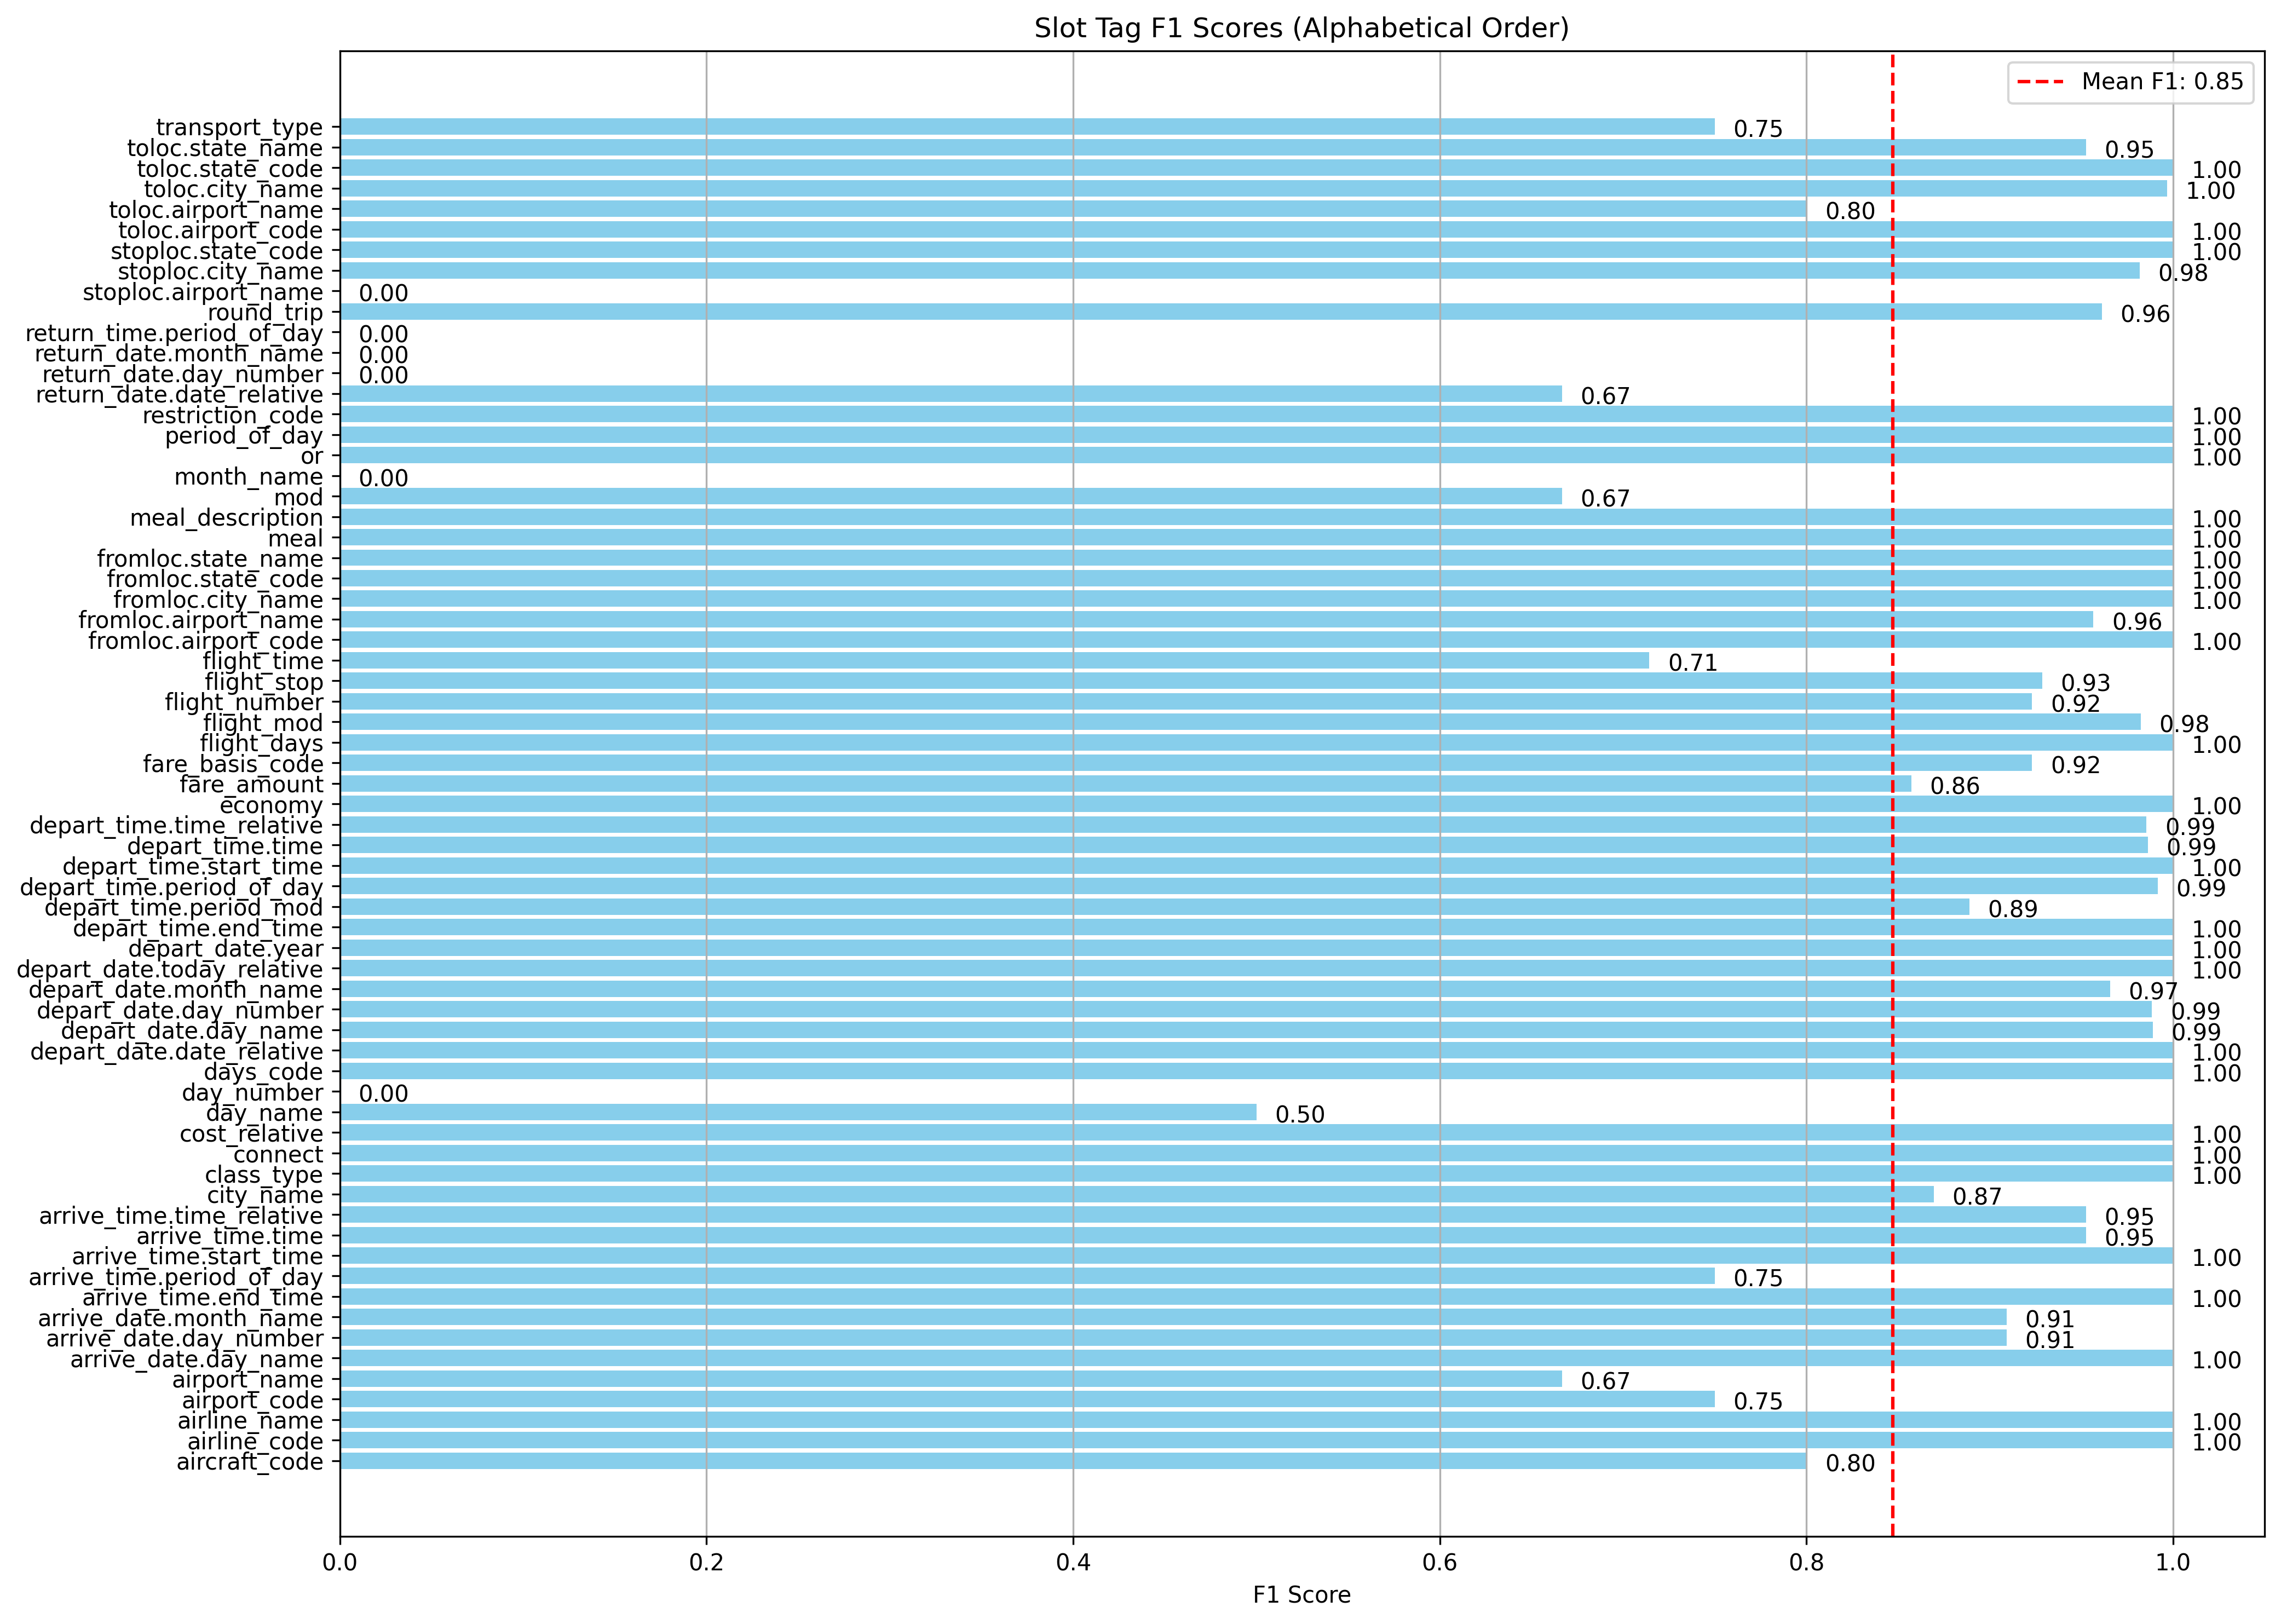 Slot Tag F1 Scores (Alphabetical Order)
Mean F1: 0.85
transport_type 0.75
toloc.state_name 0.95
toloc.state_code 1.00
toloc.city_name 1.00
toloc.airport_name 0.80
toloc.airport_code 1.00
stoploc.state_code 1.00
stoploc.city_name 0.98
stoploc.airport_name 0.00
round_trip 0.96
return_time.period_of_day 0.00
return_date.month_name 0.00
return_date.day_number 0.00
return_date.date_relative 0.67
restriction_code 1.00
period_of_day 1.00
or 1.00
month_name 0.00
mod 0.67
meal_description 1.00
meal 1.00
fromloc.state_name 1.00
fromloc.state_code 1.00
fromloc.city_name 1.00
fromloc.airport_name 0.96
fromloc.airport_code 1.00
flight_time 0.71
flight_stop 0.93
flight_number 0.92
flight_mod 0.98
flight_days 1.00
fare_basis_code 0.92
fare_amount 0.86
economy 1.00
depart_time.time_relative 0.99
depart_time.time 0.99
depart_time.start_time 1.00
depart_time.period_of_day 0.99
depart_time.period_mod 0.89
depart_time.end_time 1.00
depart_date.year 1.00
depart_date.today_relative 1.00
depart_date.month_name 0.97
depart_date.day_number 0.99
depart_date.day_name 0.99
depart_date.date_relative 1.00
days_code 1.00
day_number 0.00
day_name 0.50
cost_relative 1.00
connect 1.00
class_type 1.00
city_name 0.87
arrive_time.time_relative 0.95
arrive_time.time 0.95
arrive_time.start_time 1.00
arrive_time.period_of_day 0.75
arrive_time.end_time 1.00
arrive_date.month_name 0.91
arrive_date.day_number 0.91
arrive_date.day_name 1.00
airport_name 0.67
airport_code 0.75
airline_name 1.00
airline_code 1.00
aircraft_code 0.80
0.0 0.2 0.4 0.6 0.8 1.0
F1 Score